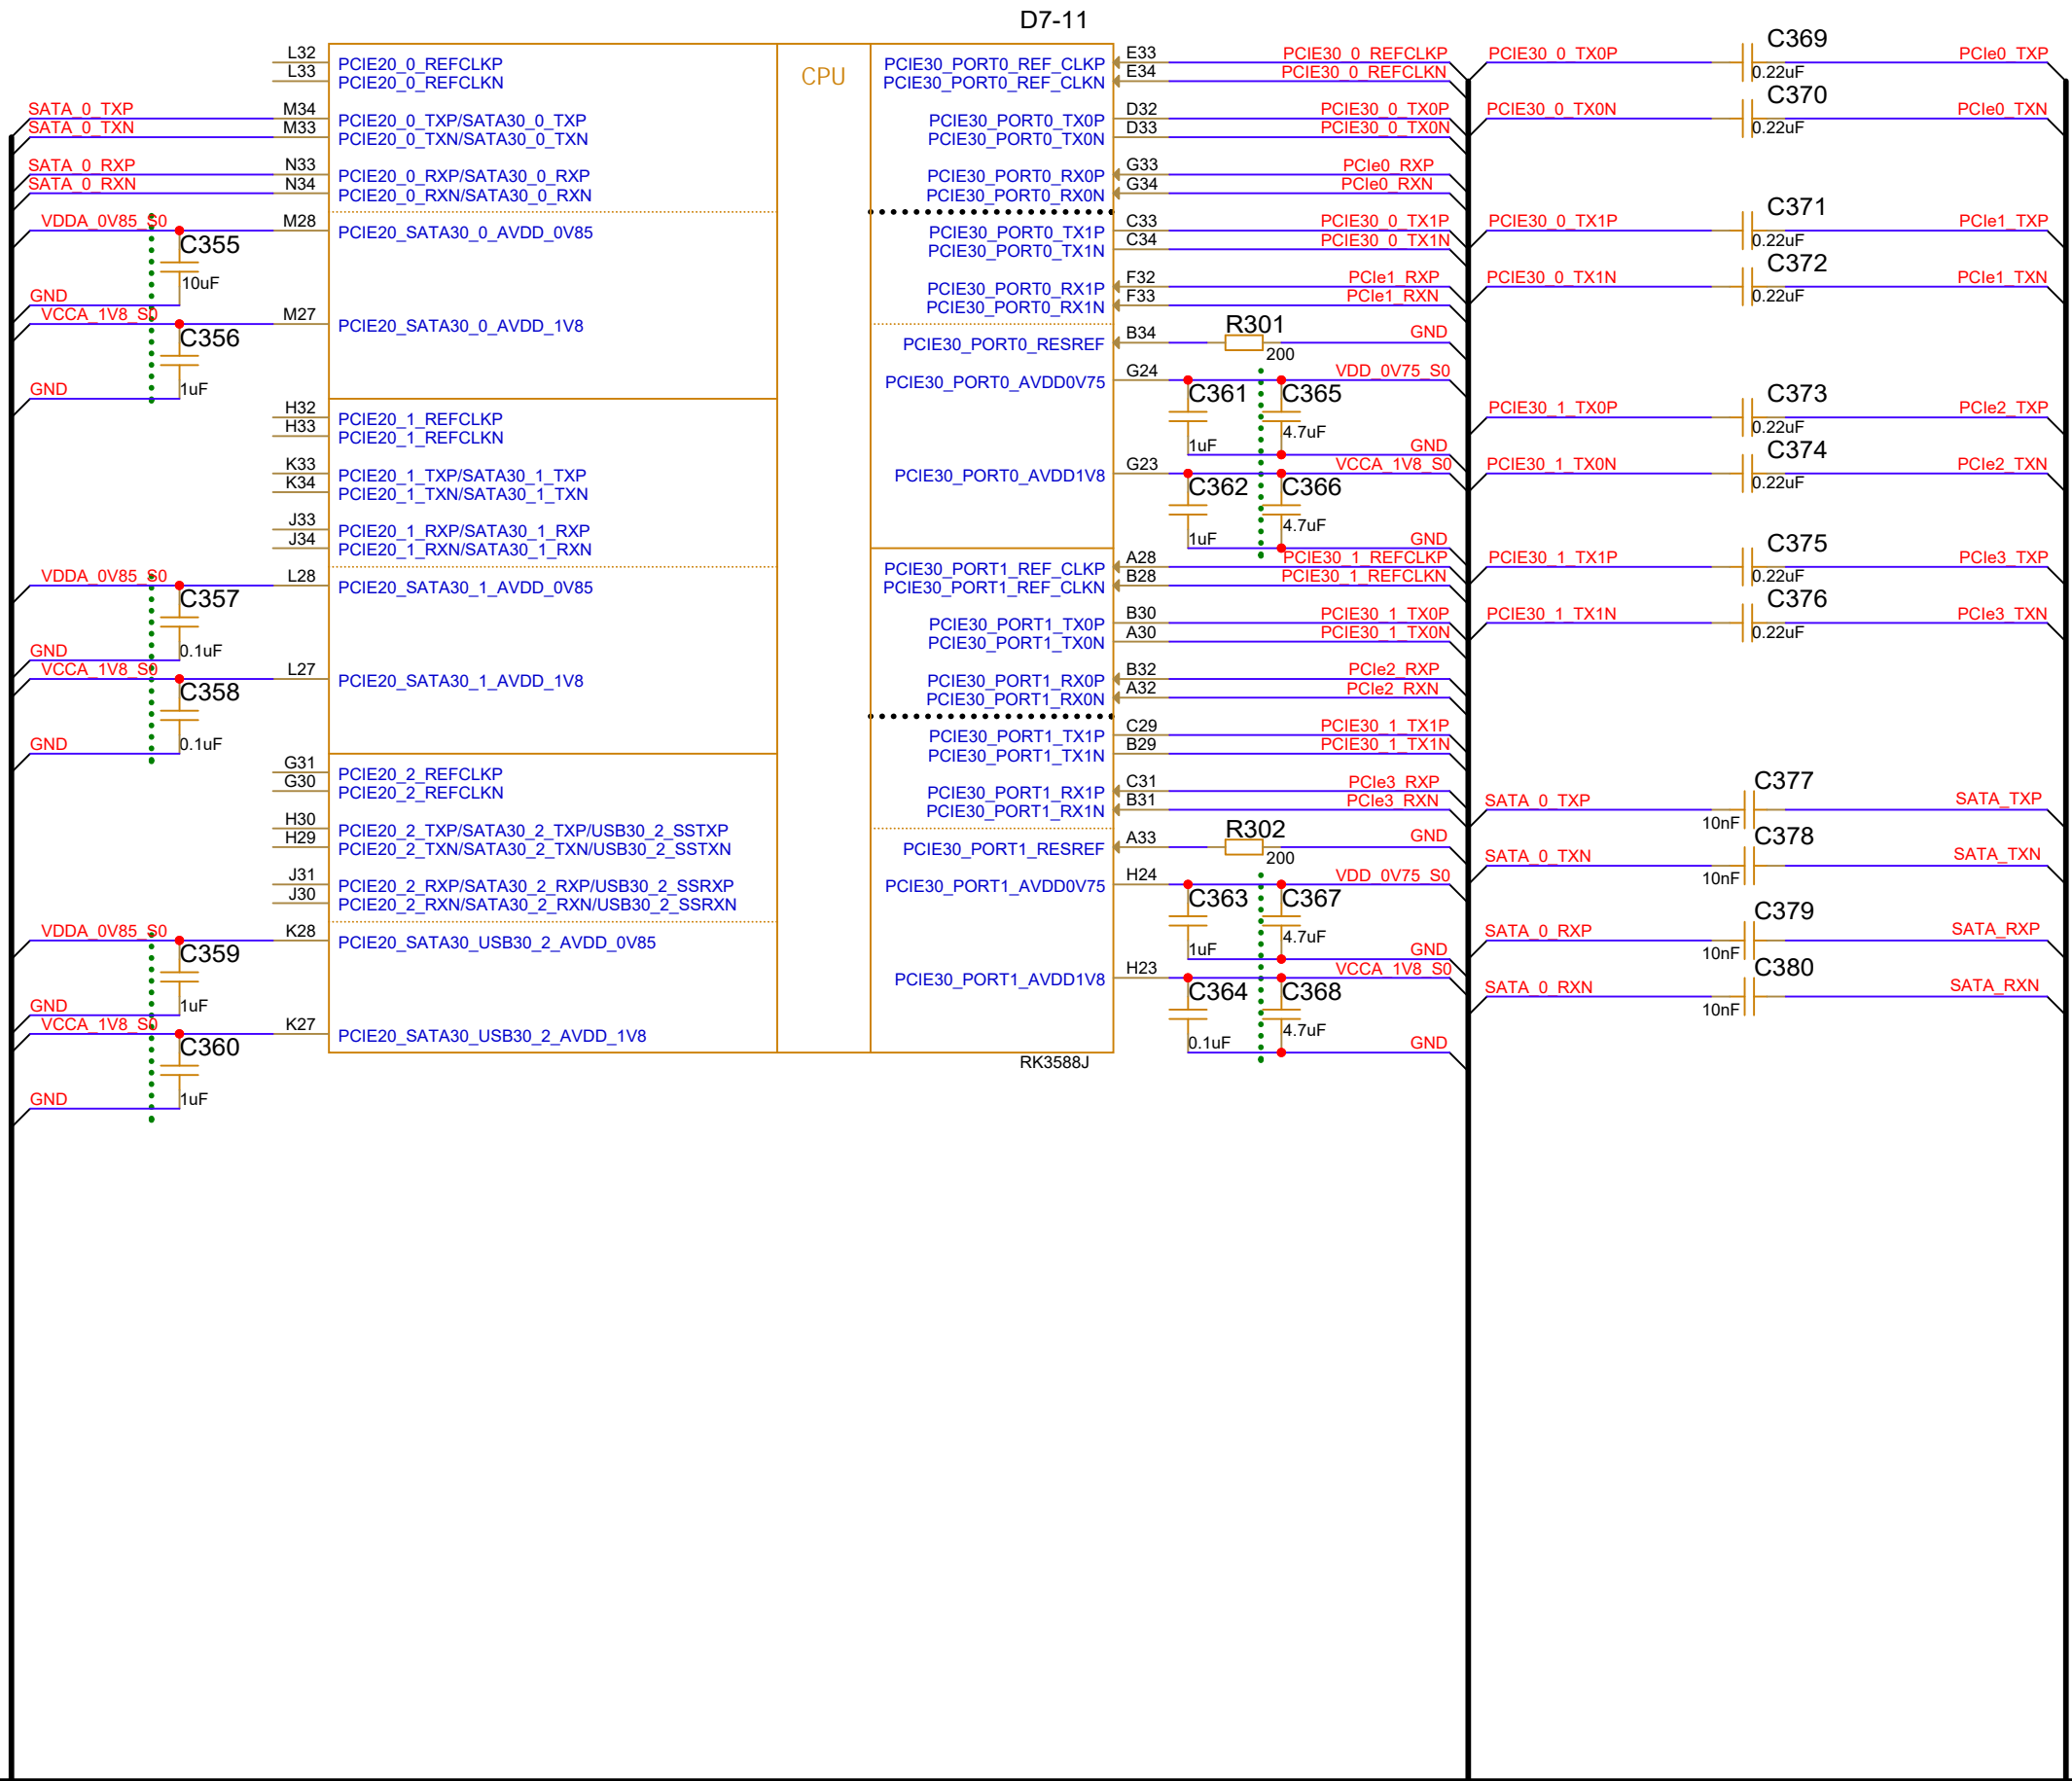 D7-11
CPU
RK3588J
SATA_0_TXP
SATA_0_TXN
SATA_0_RXP
SATA_0_RXN
VDDA_0V85_S0
C355
10uF
GND
VCCA_1V8_S0
C356
1uF
GND
VDDA_0V85_S0
C357
0.1uF
GND
VCCA_1V8_S0
C358
0.1uF
GND
VDDA_0V85_S0
C359
1uF
GND
VCCA_1V8_S0
C360
1uF
GND
L32 PCIE20_0_REFCLKP
L33 PCIE20_0_REFCLKN
M34 PCIE20_0_TXP/SATA30_0_TXP
M33 PCIE20_0_TXN/SATA30_0_TXN
N33 PCIE20_0_RXP/SATA30_0_RXP
N34 PCIE20_0_RXN/SATA30_0_RXN
M28 PCIE20_SATA30_0_AVDD_0V85
M27 PCIE20_SATA30_0_AVDD_1V8
H32 PCIE20_1_REFCLKP
H33 PCIE20_1_REFCLKN
K33 PCIE20_1_TXP/SATA30_1_TXP
K34 PCIE20_1_TXN/SATA30_1_TXN
J33 PCIE20_1_RXP/SATA30_1_RXP
J34 PCIE20_1_RXN/SATA30_1_RXN
L28 PCIE20_SATA30_1_AVDD_0V85
L27 PCIE20_SATA30_1_AVDD_1V8
G31 PCIE20_2_REFCLKP
G30 PCIE20_2_REFCLKN
H30 PCIE20_2_TXP/SATA30_2_TXP/USB30_2_SSTXP
H29 PCIE20_2_TXN/SATA30_2_TXN/USB30_2_SSTXN
J31 PCIE20_2_RXP/SATA30_2_RXP/USB30_2_SSRXP
J30 PCIE20_2_RXN/SATA30_2_RXN/USB30_2_SSRXN
K28 PCIE20_SATA30_USB30_2_AVDD_0V85
K27 PCIE20_SATA30_USB30_2_AVDD_1V8
PCIE30_PORT0_REF_CLKP E33 PCIE30_0_REFCLKP
PCIE30_PORT0_REF_CLKN E34 PCIE30_0_REFCLKN
PCIE30_PORT0_TX0P D32 PCIE30_0_TX0P
PCIE30_PORT0_TX0N D33 PCIE30_0_TX0N
PCIE30_PORT0_RX0P G33 PCIe0_RXP
PCIE30_PORT0_RX0N G34 PCIe0_RXN
PCIE30_PORT0_TX1P C33 PCIE30_0_TX1P
PCIE30_PORT0_TX1N C34 PCIE30_0_TX1N
PCIE30_PORT0_RX1P F32 PCIe1_RXP
PCIE30_PORT0_RX1N F33 PCIe1_RXN
PCIE30_PORT0_RESREF B34 R301 200 GND
PCIE30_PORT0_AVDD0V75 G24 VDD_0V75_S0
C361 C365
1uF 4.7uF GND
PCIE30_PORT0_AVDD1V8 G23 VCCA_1V8_S0
C362 C366
1uF 4.7uF GND
PCIE30_PORT1_REF_CLKP A28 PCIE30_1_REFCLKP
PCIE30_PORT1_REF_CLKN B28 PCIE30_1_REFCLKN
PCIE30_PORT1_TX0P B30 PCIE30_1_TX0P
PCIE30_PORT1_TX0N A30 PCIE30_1_TX0N
PCIE30_PORT1_RX0P B32 PCIe2_RXP
PCIE30_PORT1_RX0N A32 PCIe2_RXN
PCIE30_PORT1_TX1P C29 PCIE30_1_TX1P
PCIE30_PORT1_TX1N B29 PCIE30_1_TX1N
PCIE30_PORT1_RX1P C31 PCIe3_RXP
PCIE30_PORT1_RX1N B31 PCIe3_RXN
PCIE30_PORT1_RESREF A33 R302 200 GND
PCIE30_PORT1_AVDD0V75 H24 VDD_0V75_S0
C363 C367
1uF 4.7uF GND
PCIE30_PORT1_AVDD1V8 H23 VCCA_1V8_S0
C364 C368
0.1uF 4.7uF GND
PCIE30_0_TX0P C369 0.22uF PCIe0_TXP
PCIE30_0_TX0N C370 0.22uF PCIe0_TXN
PCIE30_0_TX1P C371 0.22uF PCIe1_TXP
PCIE30_0_TX1N C372 0.22uF PCIe1_TXN
PCIE30_1_TX0P C373 0.22uF PCIe2_TXP
PCIE30_1_TX0N C374 0.22uF PCIe2_TXN
PCIE30_1_TX1P C375 0.22uF PCIe3_TXP
PCIE30_1_TX1N C376 0.22uF PCIe3_TXN
SATA_0_TXP C377 10nF SATA_TXP
SATA_0_TXN C378 10nF SATA_TXN
SATA_0_RXP C379 10nF SATA_RXP
SATA_0_RXN C380 10nF SATA_RXN